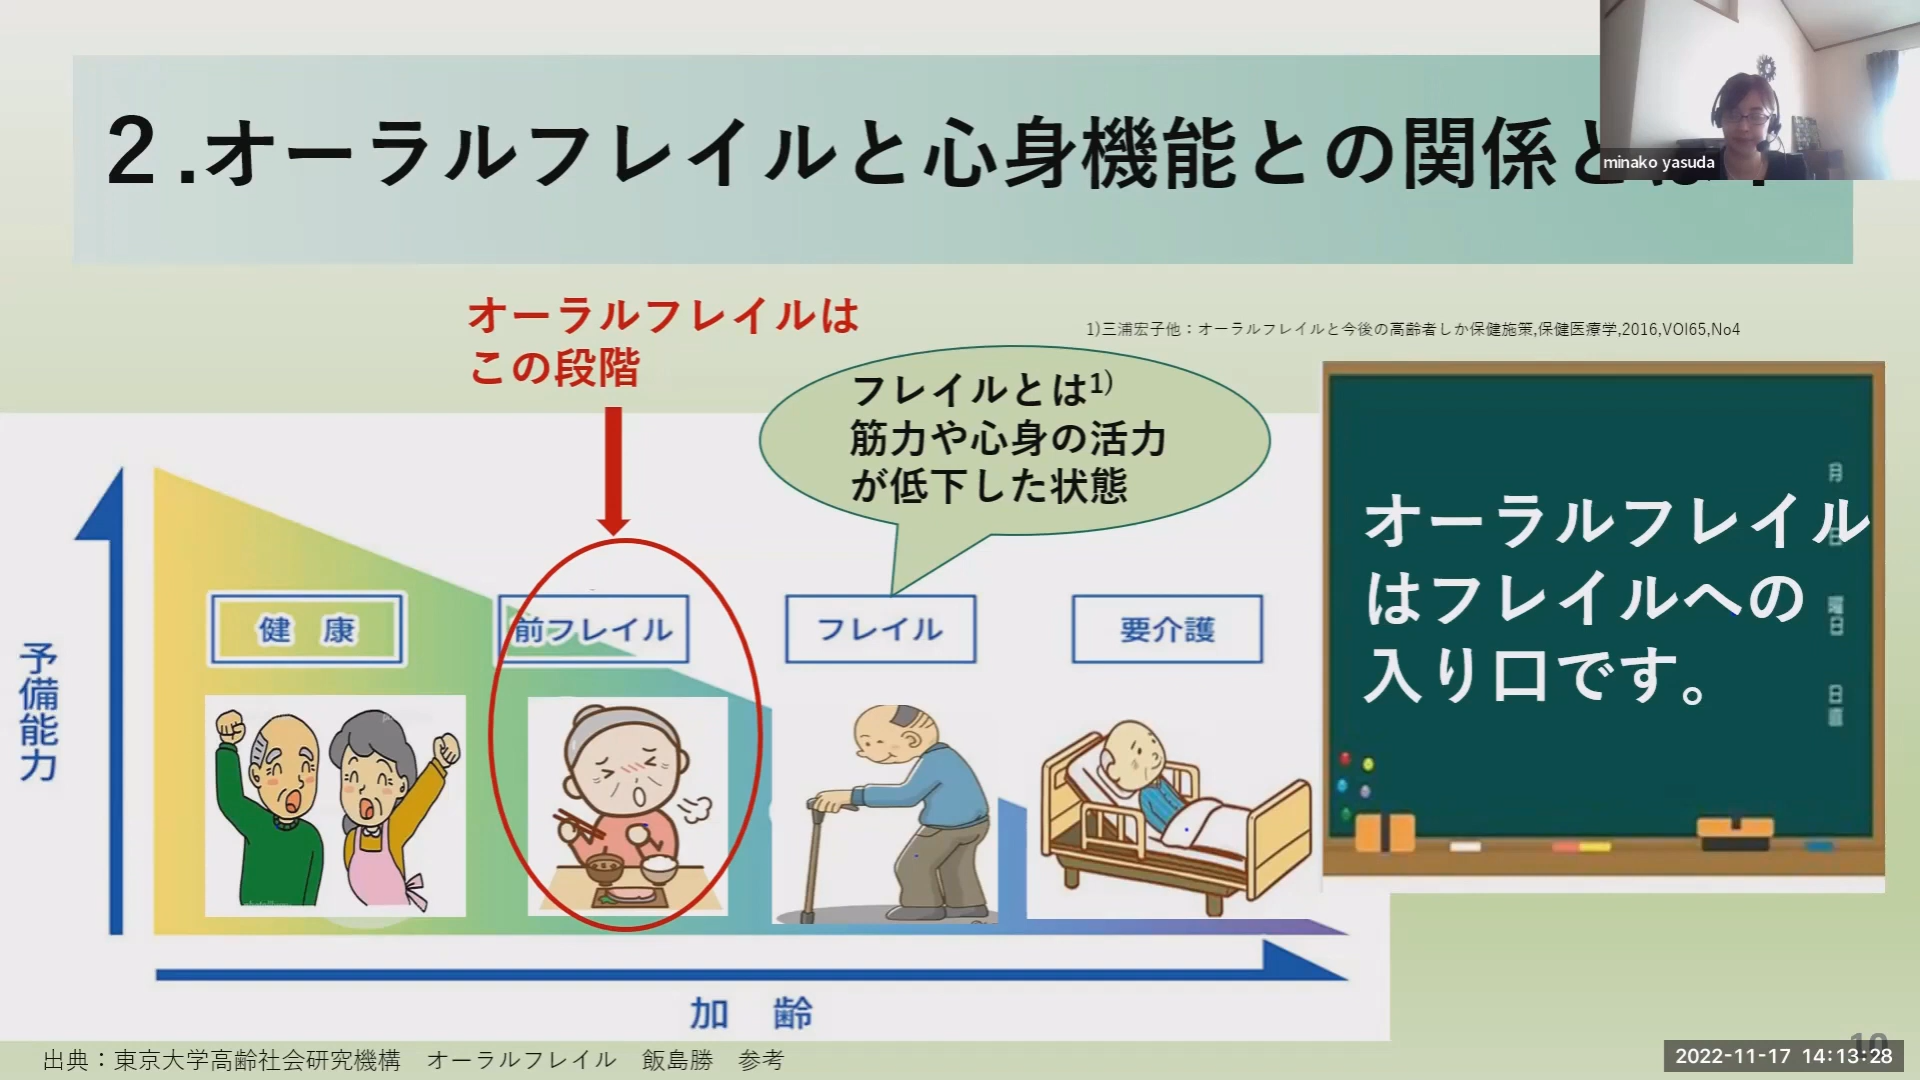 2.オーラルフレイルと心身機能との関係とは？
minako yasuda
オーラルフレイルは
この段階
1)三浦宏子他：オーラルフレイルと今後の高齢者しか保健施策,保健医療学,2016,VOl65,No4
フレイルとは1)
筋力や心身の活力
が低下した状態
オーラルフレイル
はフレイルへの
入り口です。
月
日
曜日
日直
健 康
前フレイル
フレイル
要介護
予備能力
加 齢
出典：東京大学高齢社会研究機構 オーラルフレイル 飯島勝 参考
10
2022-11-17 14:13:28